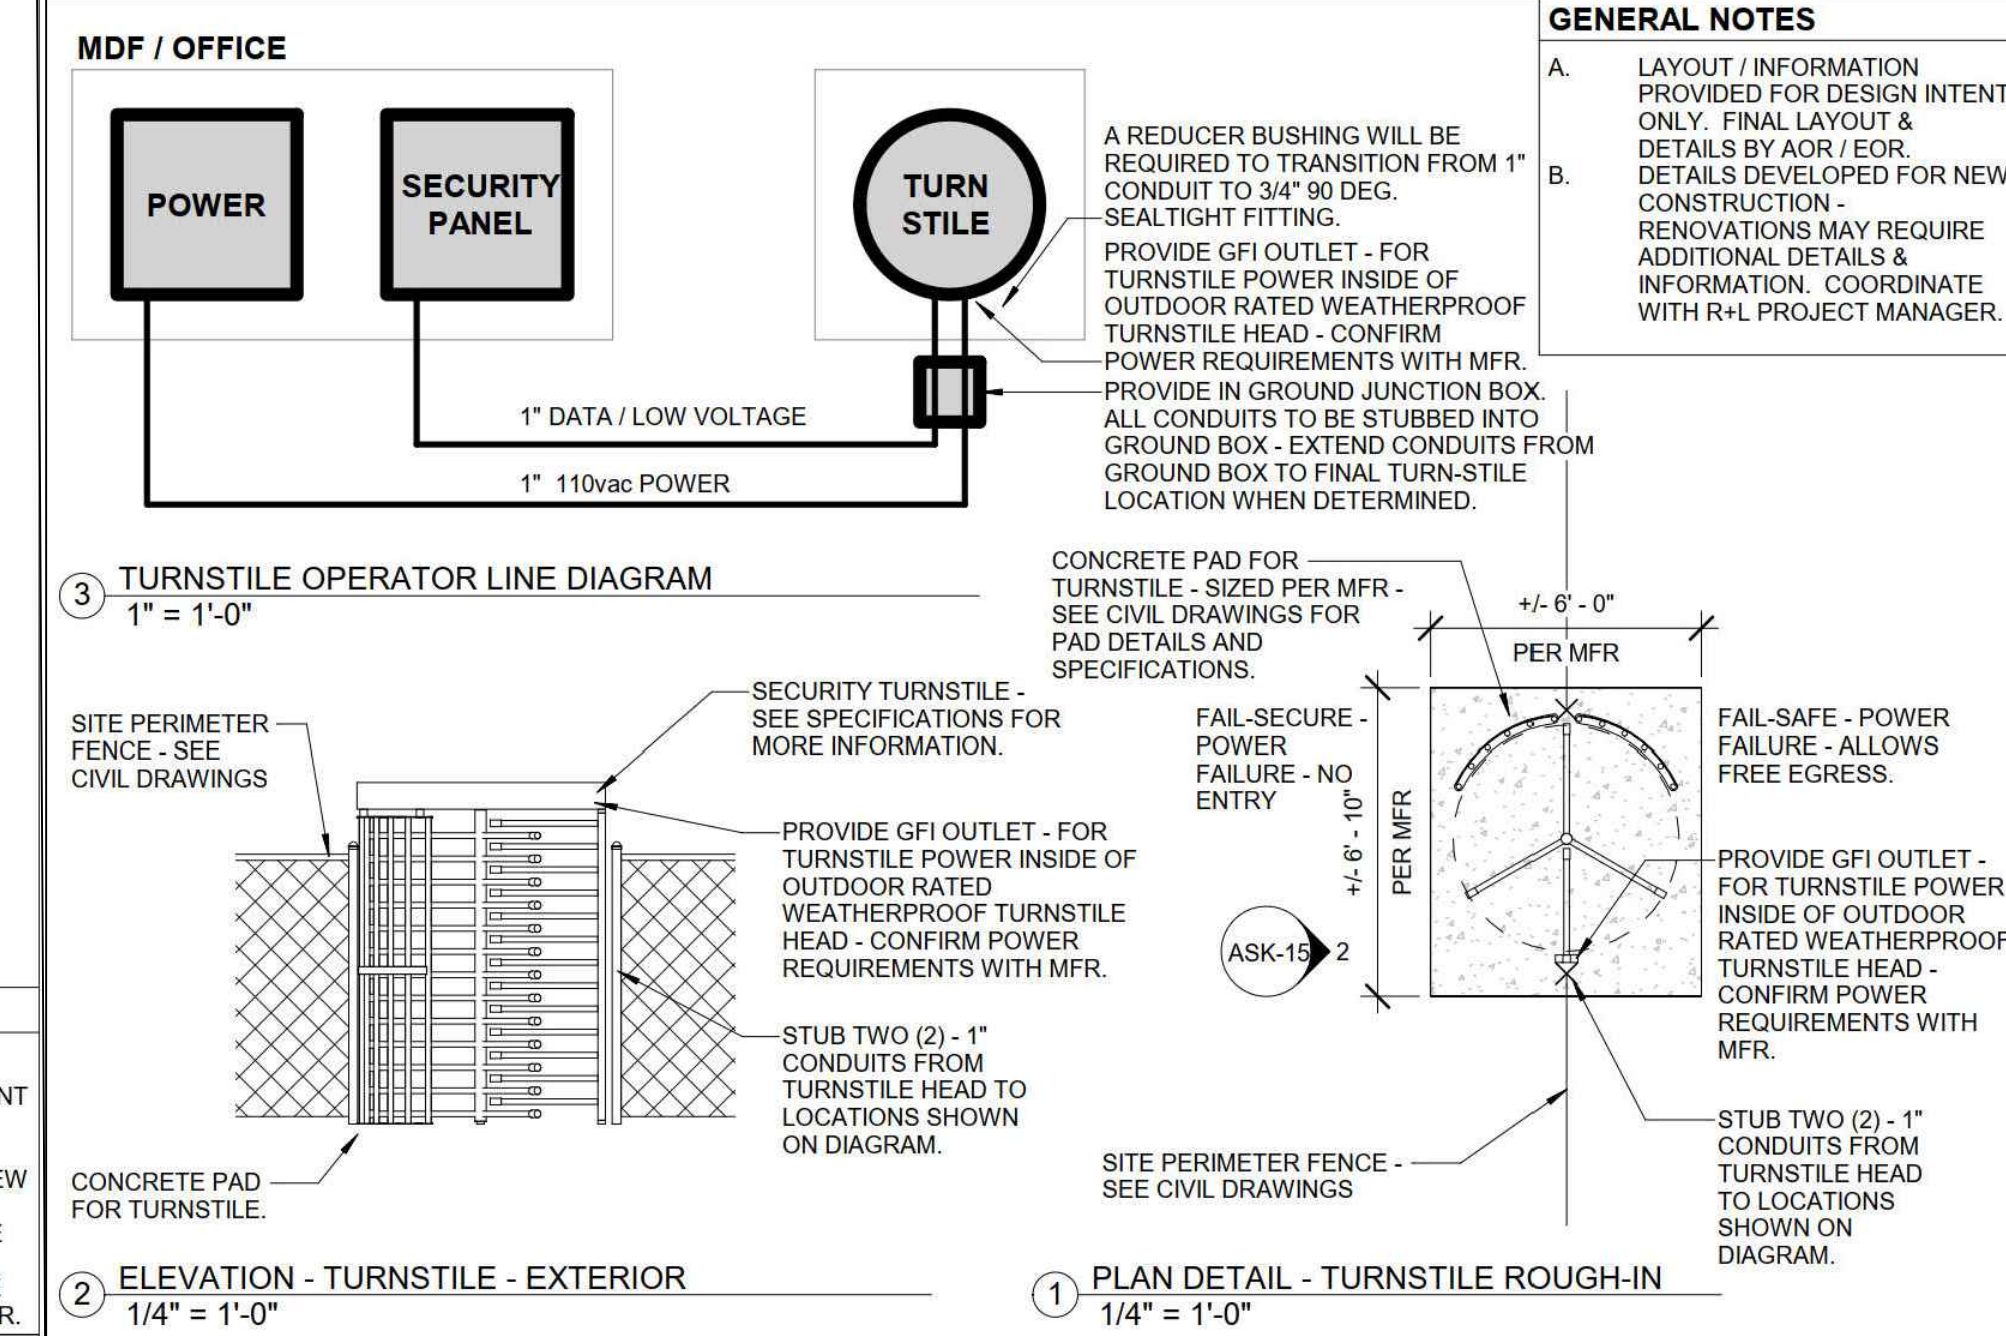 MDF / OFFICE
POWER
SECURITY
PANEL
TURN
STILE
1" DATA / LOW VOLTAGE
1" 110vac POWER
A REDUCER BUSHING WILL BE
REQUIRED TO TRANSITION FROM 1"
CONDUIT TO 3/4" 90 DEG.
SEALTIGHT FITTING.
PROVIDE GFI OUTLET - FOR
TURNSTILE POWER INSIDE OF
OUTDOOR RATED WEATHERPROOF
TURNSTILE HEAD - CONFIRM
POWER REQUIREMENTS WITH MFR.
PROVIDE IN GROUND JUNCTION BOX.
ALL CONDUITS TO BE STUBBED INTO
GROUND BOX - EXTEND CONDUITS FROM
GROUND BOX TO FINAL TURN-STILE
LOCATION WHEN DETERMINED.
3
TURNSTILE OPERATOR LINE DIAGRAM
1" = 1'-0"
GENERAL NOTES
A. LAYOUT / INFORMATION
PROVIDED FOR DESIGN INTENT
ONLY. FINAL LAYOUT &
DETAILS BY AOR / EOR.
B. DETAILS DEVELOPED FOR NEW
CONSTRUCTION -
RENOVATIONS MAY REQUIRE
ADDITIONAL DETAILS &
INFORMATION. COORDINATE
WITH R+L PROJECT MANAGER.
SITE PERIMETER
FENCE - SEE
CIVIL DRAWINGS
SECURITY TURNSTILE -
SEE SPECIFICATIONS FOR
MORE INFORMATION.
PROVIDE GFI OUTLET - FOR
TURNSTILE POWER INSIDE OF
OUTDOOR RATED
WEATHERPROOF TURNSTILE
HEAD - CONFIRM POWER
REQUIREMENTS WITH MFR.
STUB TWO (2) - 1"
CONDUITS FROM
TURNSTILE HEAD TO
LOCATIONS SHOWN
ON DIAGRAM.
CONCRETE PAD
FOR TURNSTILE.
2
ELEVATION - TURNSTILE - EXTERIOR
1/4" = 1'-0"
CONCRETE PAD FOR
TURNSTILE - SIZED PER MFR -
SEE CIVIL DRAWINGS FOR
PAD DETAILS AND
SPECIFICATIONS.
+/- 6' - 0"
PER MFR
FAIL-SECURE -
POWER
FAILURE - NO
ENTRY
+/- 6' - 10"
PER MFR
ASK-15
2
FAIL-SAFE - POWER
FAILURE - ALLOWS
FREE EGRESS.
PROVIDE GFI OUTLET -
FOR TURNSTILE POWER
INSIDE OF OUTDOOR
RATED WEATHERPROOF
TURNSTILE HEAD -
CONFIRM POWER
REQUIREMENTS WITH
MFR.
STUB TWO (2) - 1"
CONDUITS FROM
TURNSTILE HEAD
TO LOCATIONS
SHOWN ON
DIAGRAM.
SITE PERIMETER FENCE -
SEE CIVIL DRAWINGS
1
PLAN DETAIL - TURNSTILE ROUGH-IN
1/4" = 1'-0"